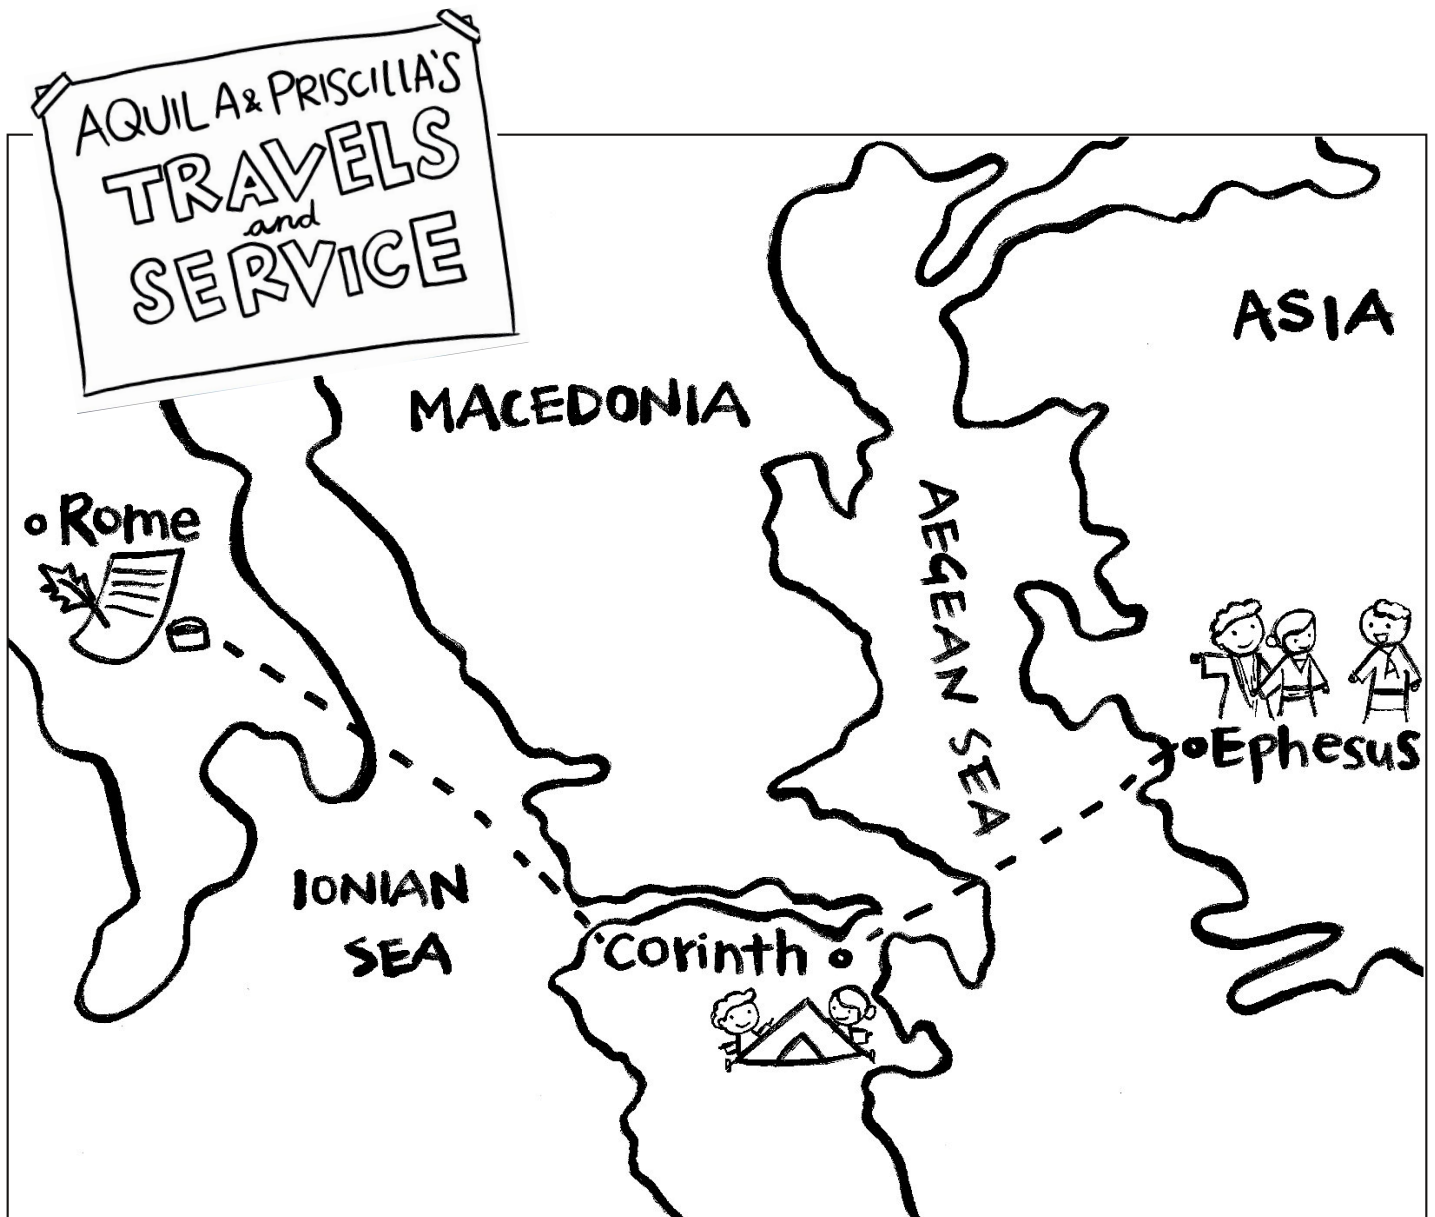 AQUILA & PRISCILLA'S
TRAVELS
and
SERVICE
ASIA
MACEDONIA
Rome
AEGEAN SEA
Ephesus
IONIAN
SEA
Corinth